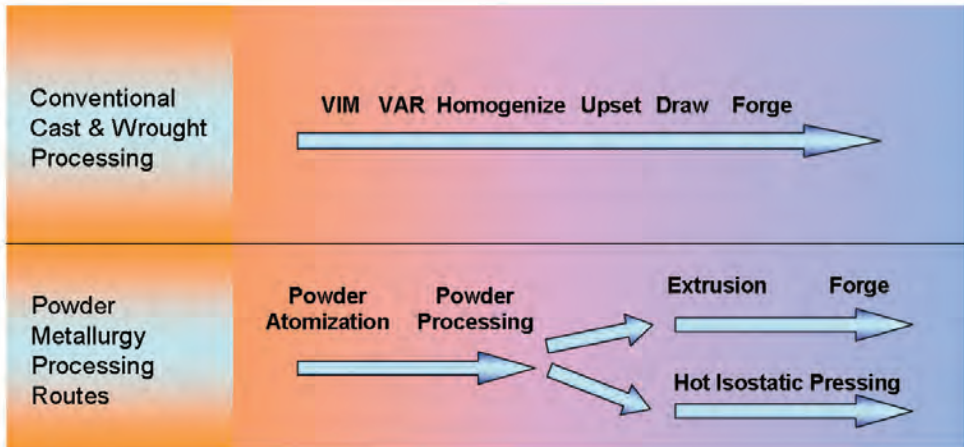 Conventional
Cast & Wrought
Processing
VIM VAR Homogenize Upset Draw Forge
Powder
Metallurgy
Processing
Routes
Powder
Atomization
Powder
Processing
Extrusion Forge
Hot Isostatic Pressing